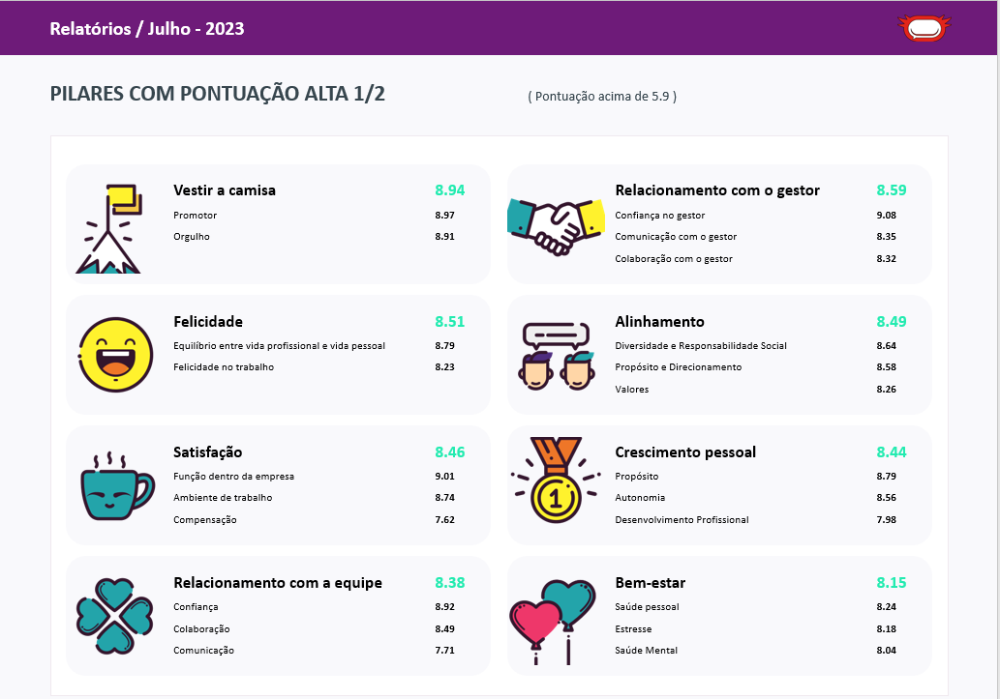 Relatórios / Julho - 2023
PILARES COM PONTUAÇÃO ALTA 1/2
( Pontuação acima de 5.9 )
Vestir a camisa 8.94
Promotor 8.97
Orgulho 8.91
Relacionamento com o gestor 8.59
Confiança no gestor 9.08
Comunicação com o gestor 8.35
Colaboração com o gestor 8.32
Felicidade 8.51
Equilíbrio entre vida profissional e vida pessoal 8.79
Felicidade no trabalho 8.23
Alinhamento 8.49
Diversidade e Responsabilidade Social 8.64
Propósito e Direcionamento 8.58
Valores 8.26
Satisfação 8.46
Função dentro da empresa 9.01
Ambiente de trabalho 8.74
Compensação 7.62
Crescimento pessoal 8.44
Propósito 8.79
Autonomia 8.56
Desenvolvimento Profissional 7.98
1
Relacionamento com a equipe 8.38
Confiança 8.92
Colaboração 8.49
Comunicação 7.71
Bem-estar 8.15
Saúde pessoal 8.24
Estresse 8.18
Saúde Mental 8.04